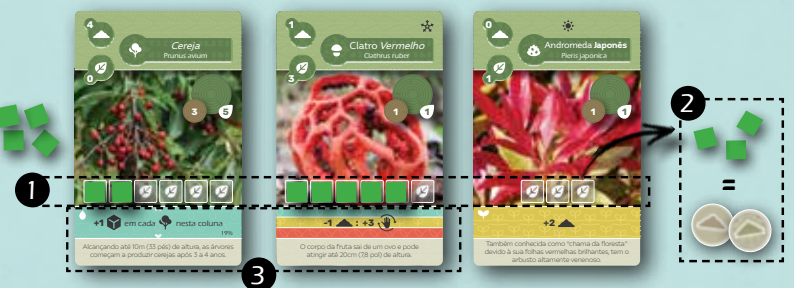 4
0
Cereja
Prunus avium
3
5
+1 em cada nesta coluna
19%
Alcançando até 10m (33 pés) de altura, as árvores
começam a produzir cerejas após 3 a 4 anos.
1
3
Clatro Vermelho
Clathrus ruber
1
1
-1 : +3
O corpo da fruta sai de um ovo e pode
atingir até 20cm (7,8 pol) de altura.
0
1
Andromeda Japonês
Pieris japonica
1
1
+2
Também conhecida como "chama da floresta"
devido à sua folhas vermelhas brilhantes, tem o
arbusto altamente venenoso.
1
2
=
3